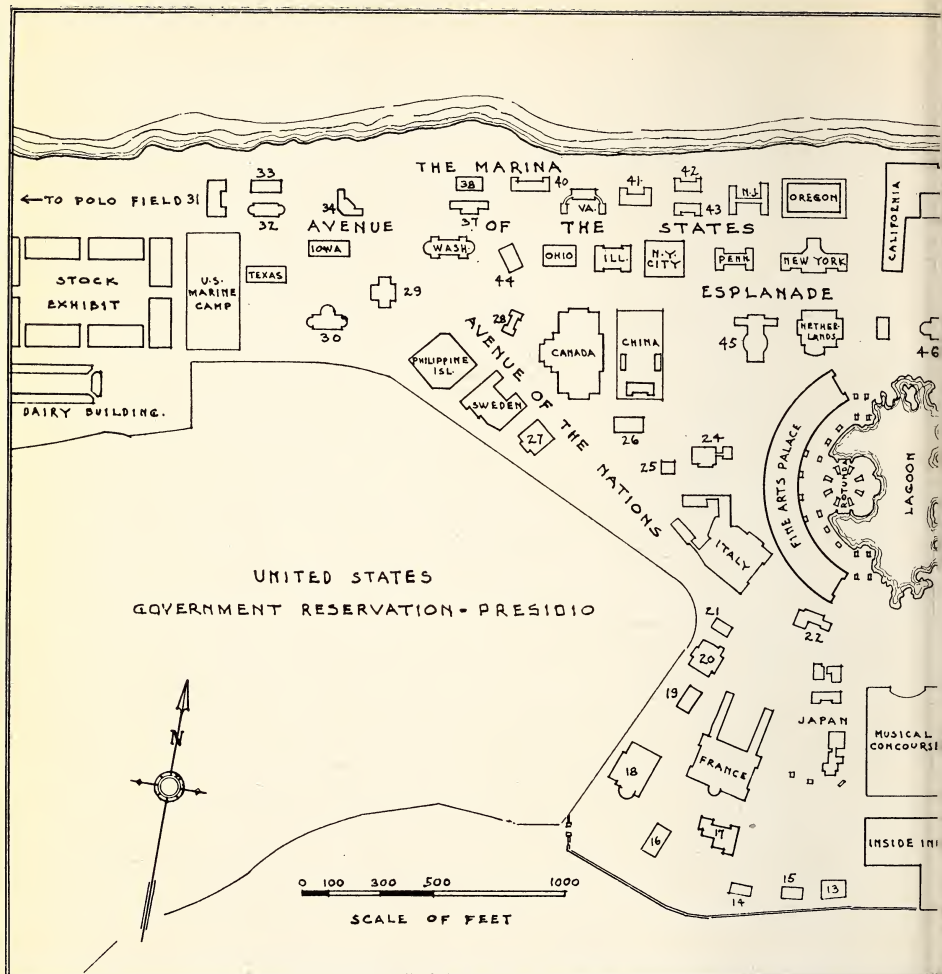 THE MARINA
33
38
40
41
42
N.J.
OREGON
CALIFORNIA
←TO POLO FIELD 31
32
34
37
VA.
43
AVENUE OF THE STATES
IOWA
WASH.
44
OHIO
ILL.
N.Y.
CITY
PENN
NEW YORK
STOCK
EXHIBIT
U.S.
MARINE
CAMP
TEXAS
29
ESPLANADE
30
28
45
NETHER-
LANDS
46
AVENUE OF THE NATIONS
PHILIPPINE
ISL.
CANADA
CHINA
DAIRY BUILDING.
SWEDEN
27
26
25
24
FINE ARTS PALACE
ROTUNDA
LAGOON
ITALY
UNITED STATES
GOVERNMENT RESERVATION - PRESIDIO
21
22
20
19
JAPAN
N
18
FRANCE
MUSICAL
CONCOURSE
16
17
INSIDE INN
0 100 300 500 1000
SCALE OF FEET
14
15
13